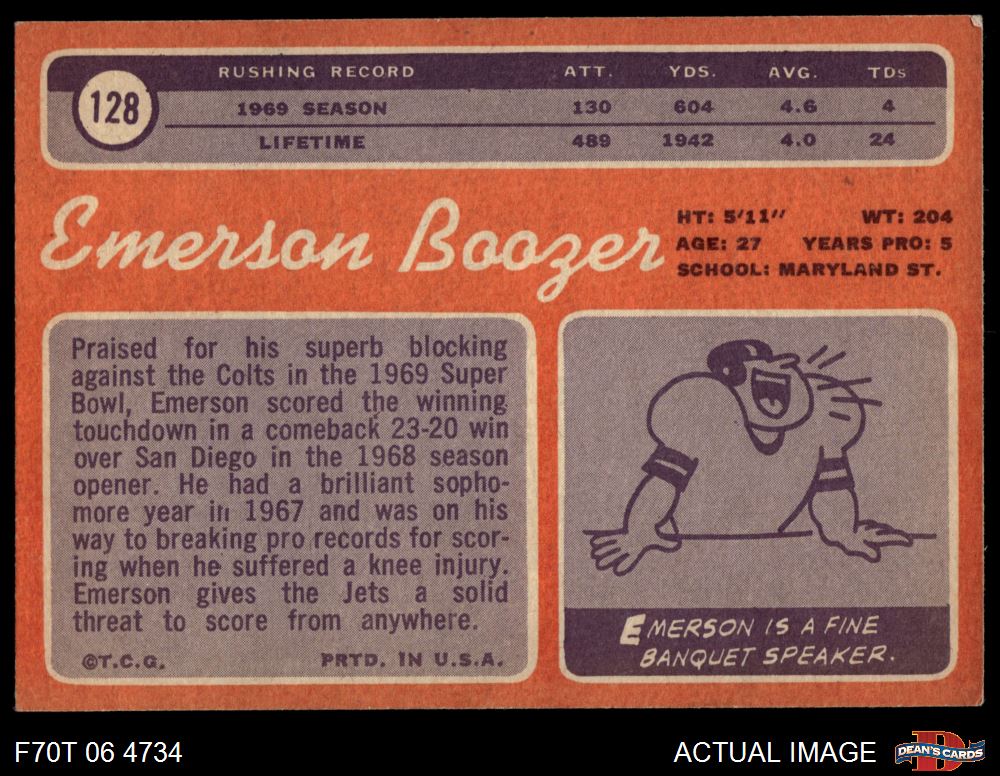 128
RUSHING RECORD ATT. YDS. AVG. TDs
1969 SEASON 130 604 4.6 4
LIFETIME 489 1942 4.0 24
Emerson Boozer
HT: 5'11" WT: 204
AGE: 27 YEARS PRO: 5
SCHOOL: MARYLAND ST.
Praised for his superb blocking
against the Colts in the 1969 Super
Bowl, Emerson scored the winning
touchdown in a comeback 23-20 win
over San Diego in the 1968 season
opener. He had a brilliant sopho-
more year in 1967 and was on his
way to breaking pro records for scor-
ing when he suffered a knee injury.
Emerson gives the Jets a solid
threat to score from anywhere.
©T.C.G. PRTD. IN U.S.A.
EMERSON IS A FINE
BANQUET SPEAKER.
F70T 06 4734
ACTUAL IMAGE
DEAN'S CARDS